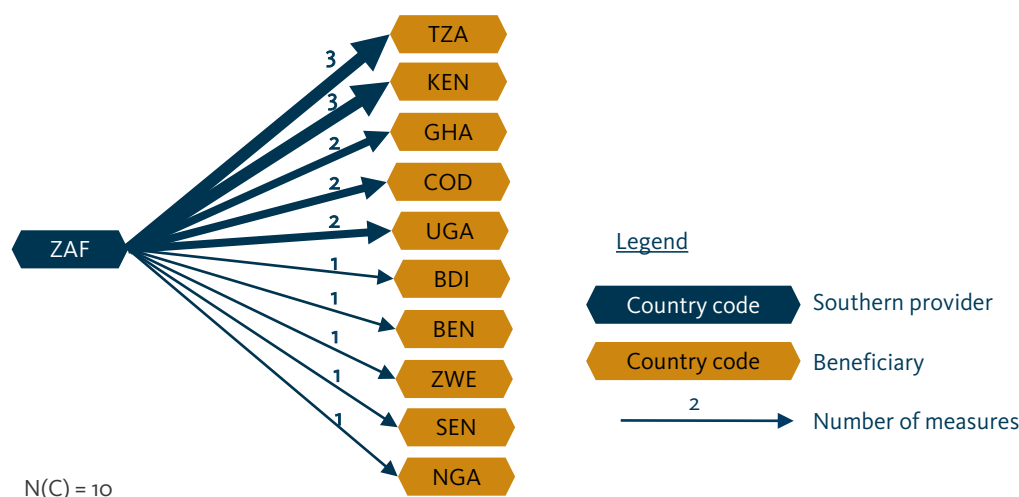 TZA
3
KEN
3
GHA
2
COD
2
UGA
2
ZAF
BDI
1
BEN
1
ZWE
1
SEN
1
NGA
1
N(C) = 10
Legend
Country code Southern provider
Country code Beneficiary
2
Number of measures